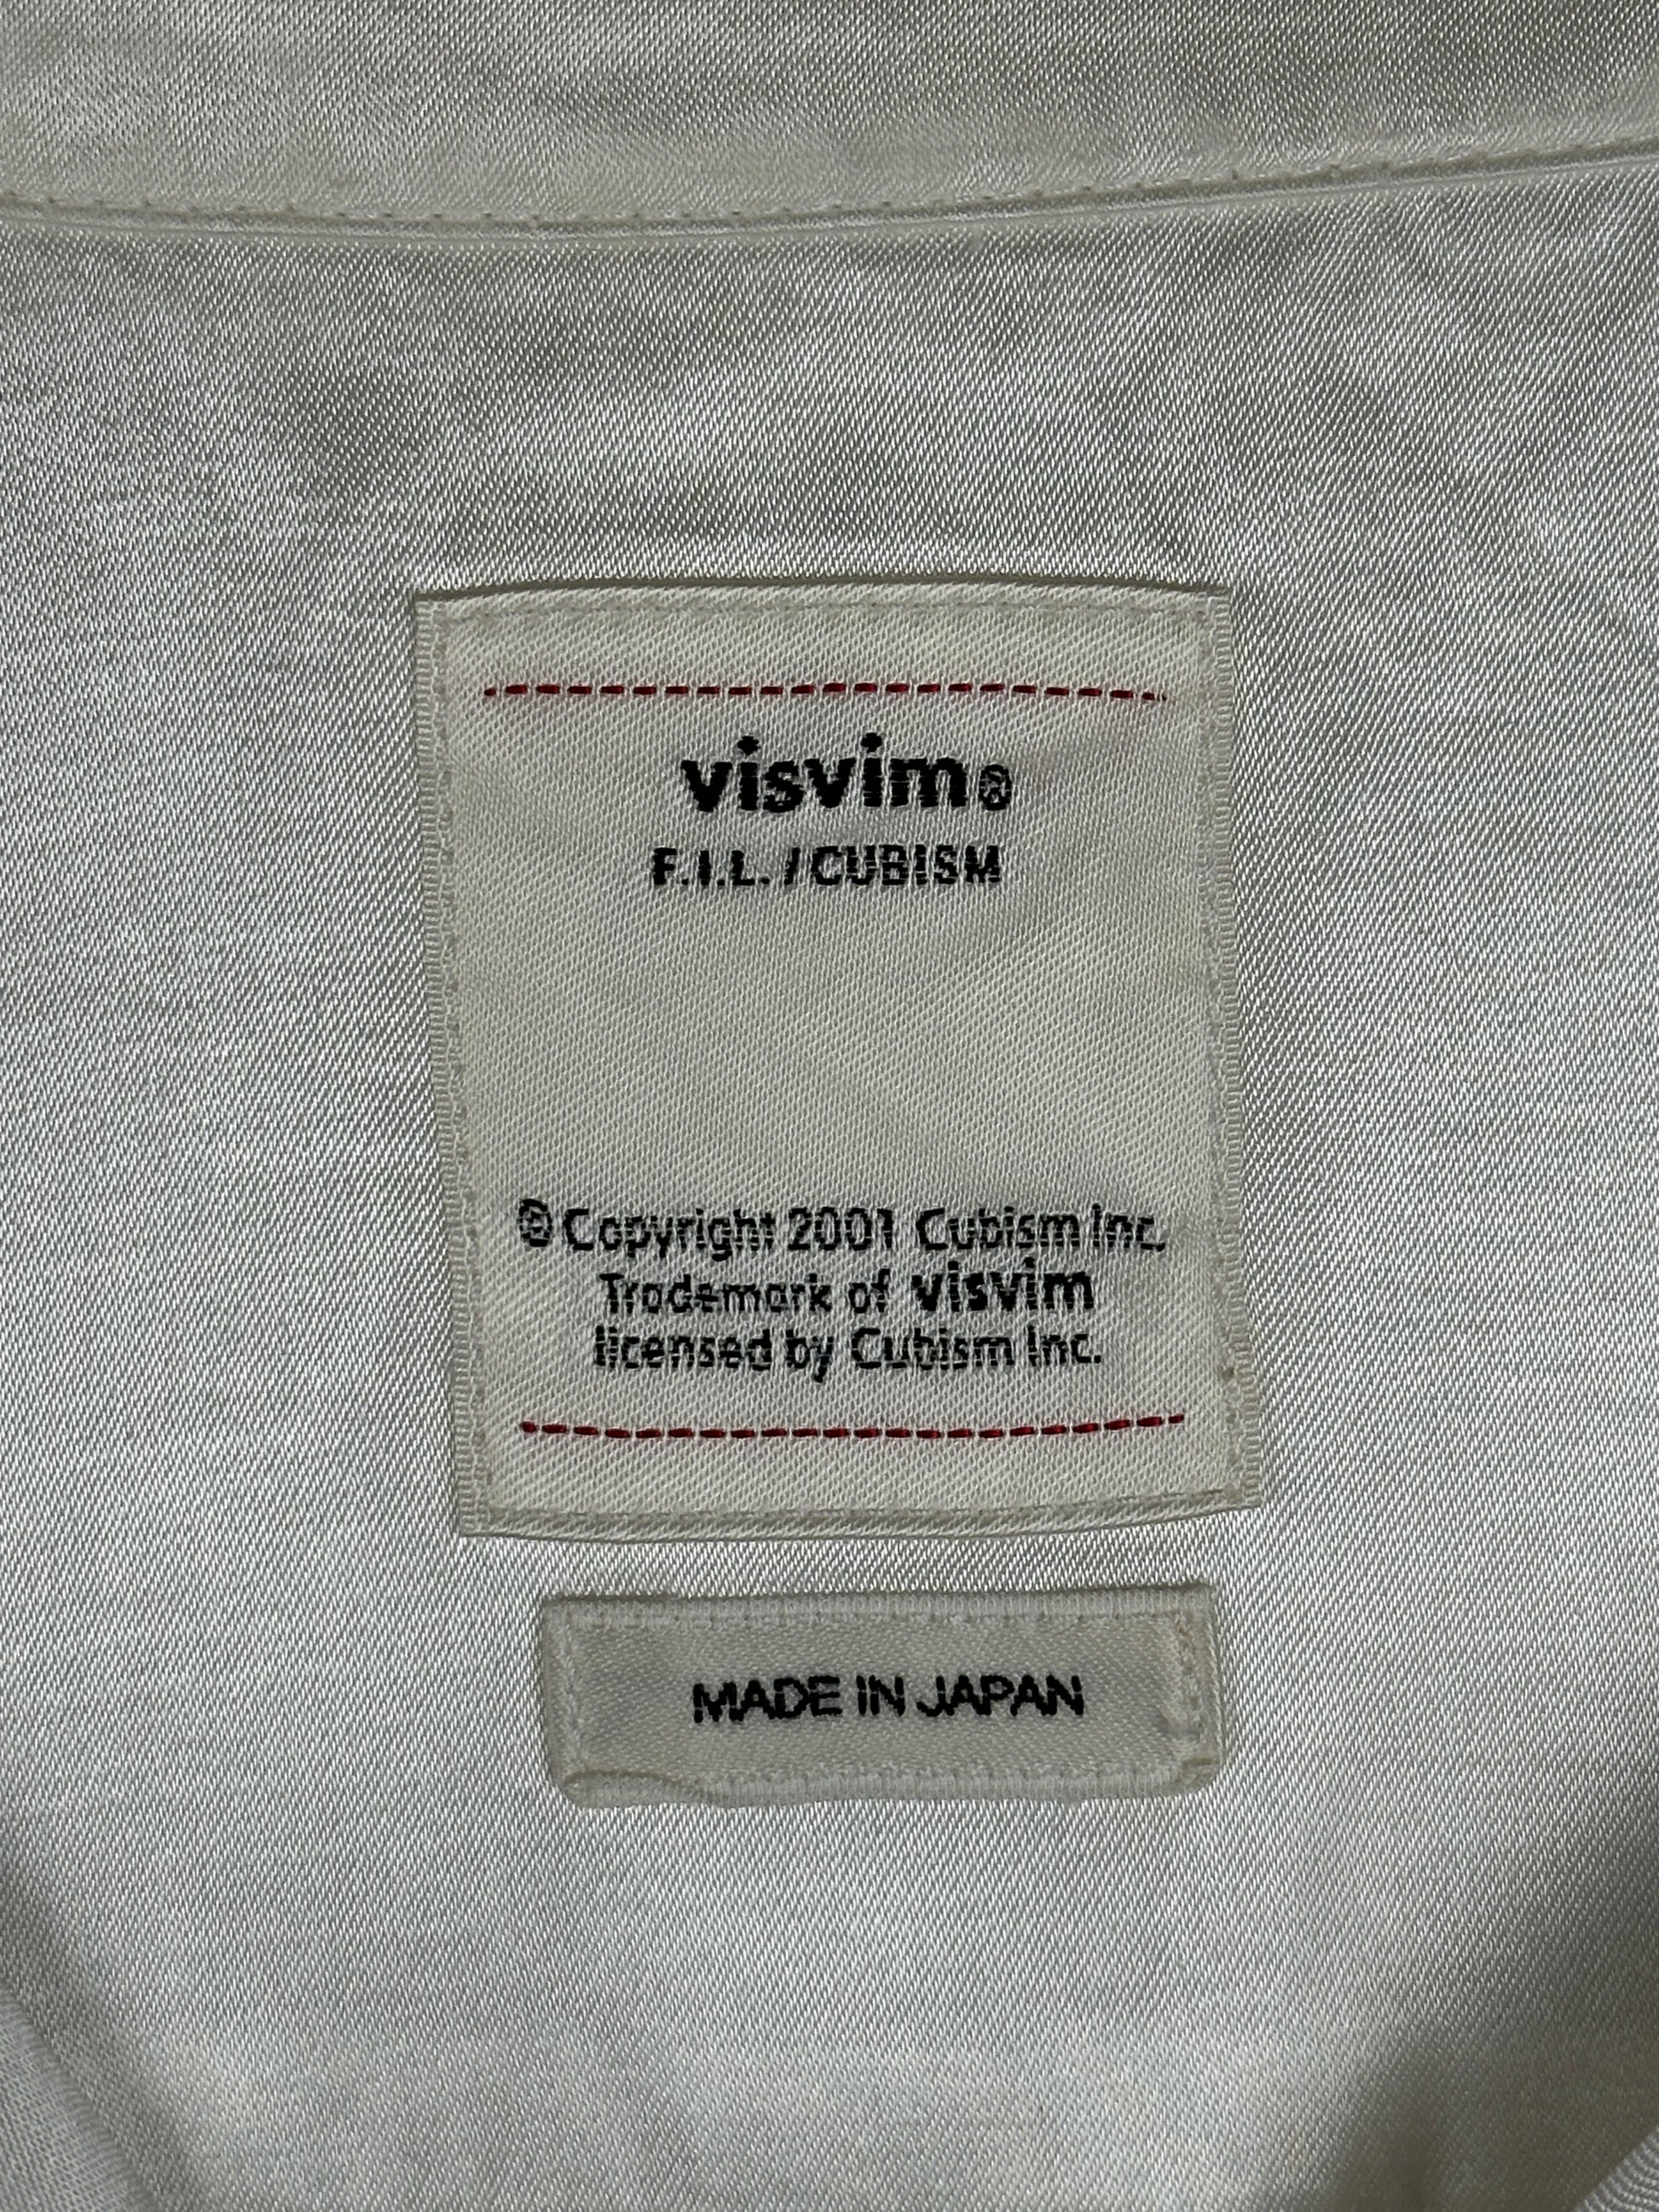 visvim®
F.I.L. / CUBISM
© Copyright 2001 Cubism Inc.
Trademark of visvim
licensed by Cubism Inc.
MADE IN JAPAN